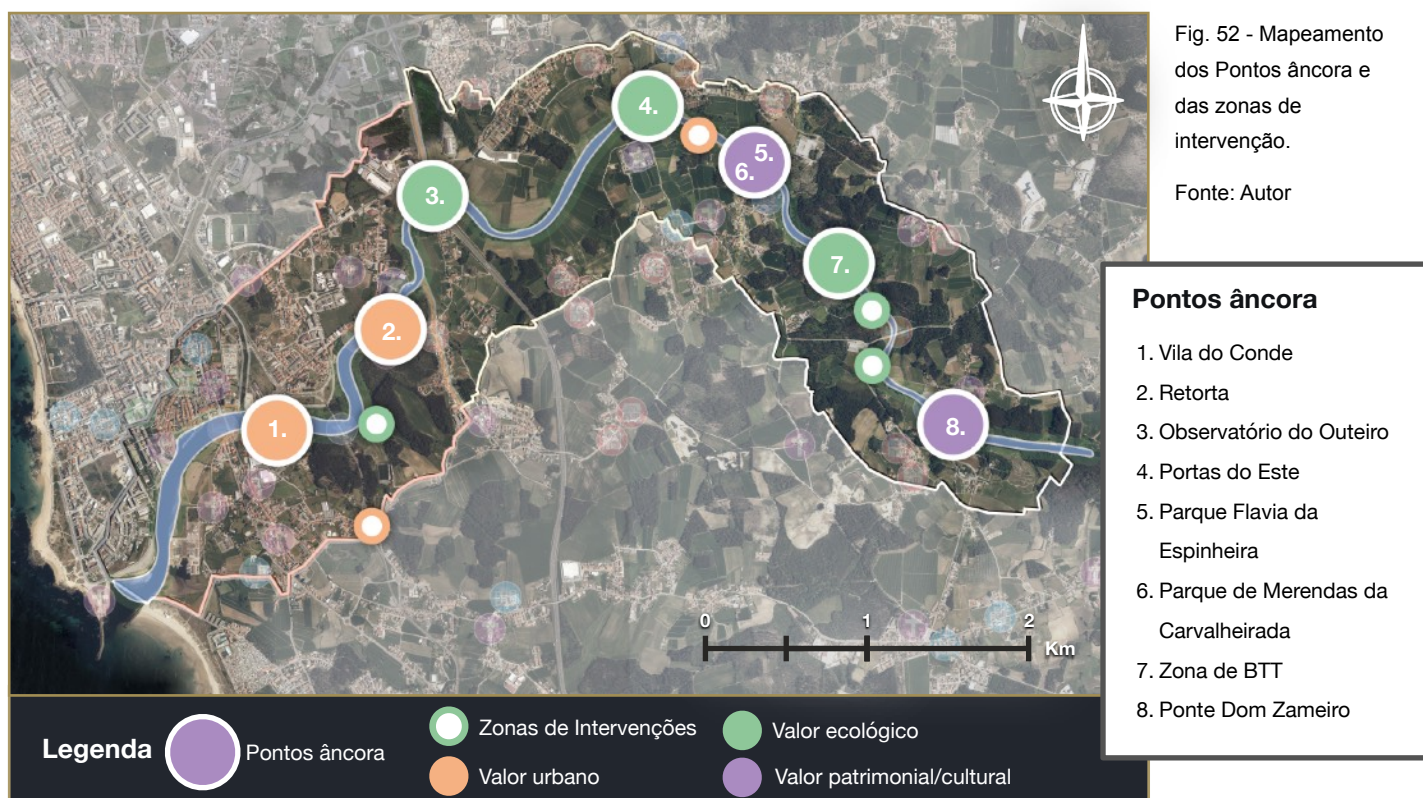 Fig. 52 - Mapeamento
dos Pontos âncora e
das zonas de
intervenção.
Fonte: Autor
4.
5.
6.
3.
7.
2.
1.
8.
0 1 2
Km
Pontos âncora
1. Vila do Conde
2. Retorta
3. Observatório do Outeiro
4. Portas do Este
5. Parque Flavia da
Espinheira
6. Parque de Merendas da
Carvalheirada
7. Zona de BTT
8. Ponte Dom Zameiro
Legenda
Pontos âncora
Zonas de Intervenções
Valor urbano
Valor ecológico
Valor patrimonial/cultural